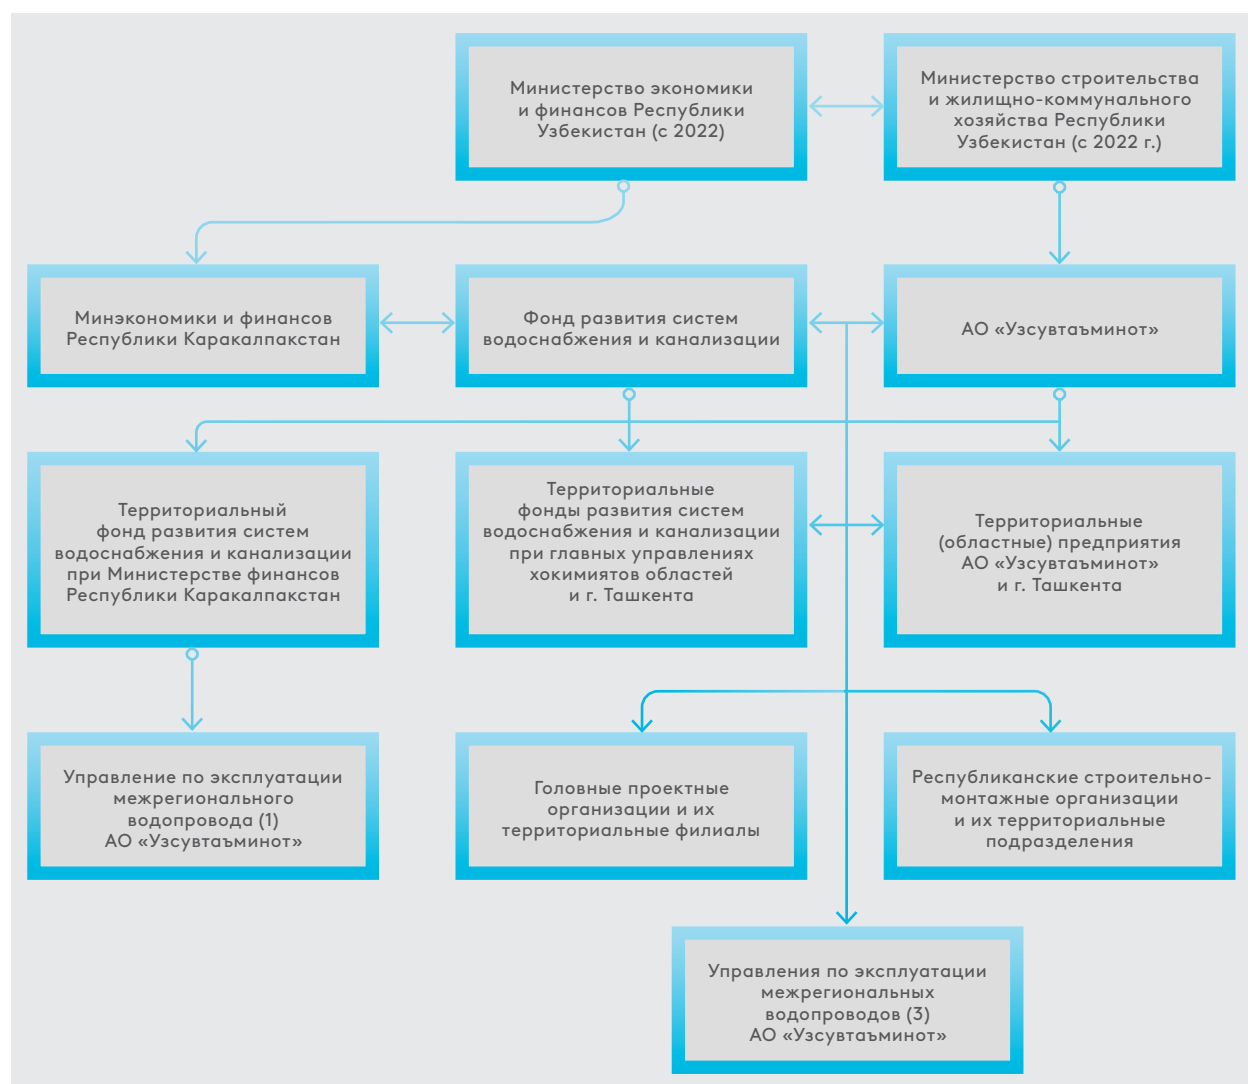 Министерство экономики
и финансов Республики
Узбекистан (с 2022)
Министерство строительства
и жилищно-коммунального
хозяйства Республики
Узбекистан (с 2022 г.)
Минэкономики и финансов
Республики Каракалпакстан
Фонд развития систем
водоснабжения и канализации
АО «Узсувтаъминот»
Территориальный
фонд развития систем
водоснабжения и канализации
при Министерстве финансов
Республики Каракалпакстан
Территориальные
фонды развития систем
водоснабжения и канализации
при главных управлениях
хокимиятов областей
и г. Ташкента
Территориальные
(областные) предприятия
АО «Узсувтаъминот»
и г. Ташкента
Управление по эксплуатации
межрегионального
водопровода (1)
АО «Узсувтаъминот»
Головные проектные
организации и их
территориальные филиалы
Республиканские строительно-
монтажные организации
и их территориальные
подразделения
Управления по эксплуатации
межрегиональных
водопроводов (3)
АО «Узсувтаъминот»